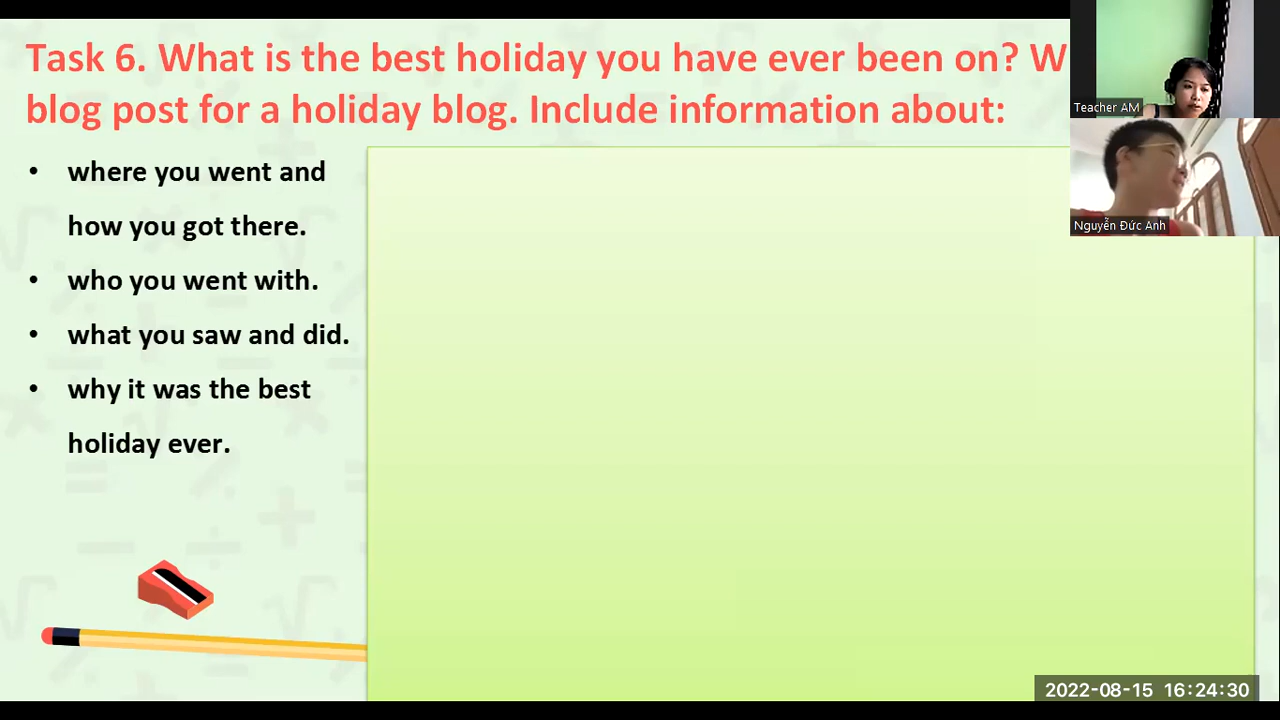 Task 6. What is the best holiday you have ever been on? W
blog post for a holiday blog. Include information about:
• where you went and
how you got there.
• who you went with.
• what you saw and did.
• why it was the best
holiday ever.
Teacher AM
Nguyễn Đức Anh
2022-08-15 16:24:30